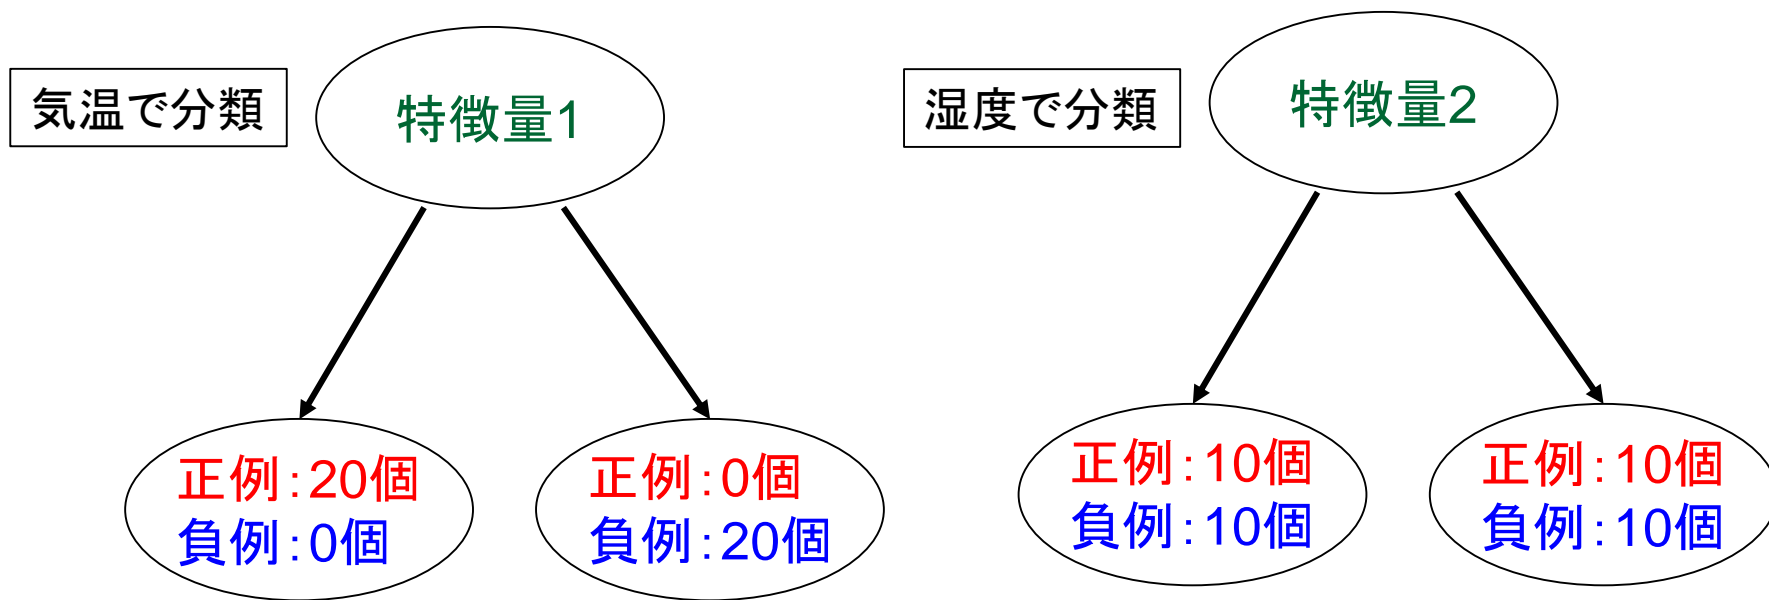 気温で分類
特徴量1
正例：20個
負例：0個
正例：0個
負例：20個
湿度で分類
特徴量2
正例：10個
負例：10個
正例：10個
負例：10個